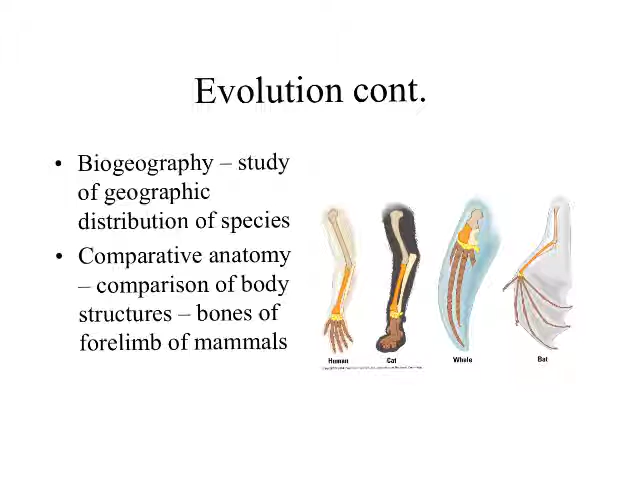 Evolution cont.
• Biogeography – study
of geographic
distribution of species
• Comparative anatomy
– comparison of body
structures – bones of
forelimb of mammals
Human Cat Whale Bat